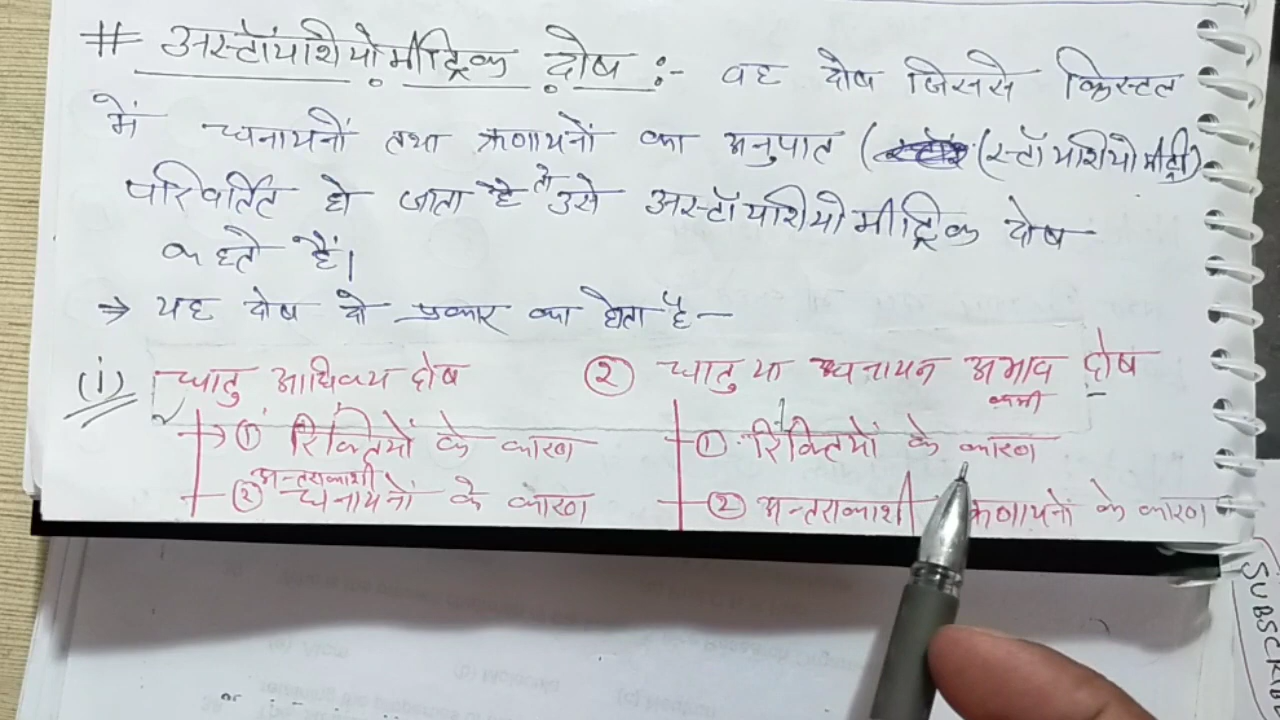 # अस्टॉयशियोमीट्रिक दोष :- वह दोष जिससे क्रिस्टल
में धनायनों तथा ऋणायनों का अनुपात (स्टॉयशियोमीट्री)
परिवर्तित हो जाता है तो उसे अस्टॉयशियोमीट्रिक दोष
कहते हैं।
→ यह दोष दो प्रकार का होता है –
(i) धातु आधिक्य दोष
→ ① रिक्तियों के कारण
② अन्तराकाशी धनायनों के कारण
② धातु या धनायन अभाव दोष –
कमी
① रिक्तियों के कारण
② अन्तराकाशी ऋणायनों के कारण
SUBSCRIBE